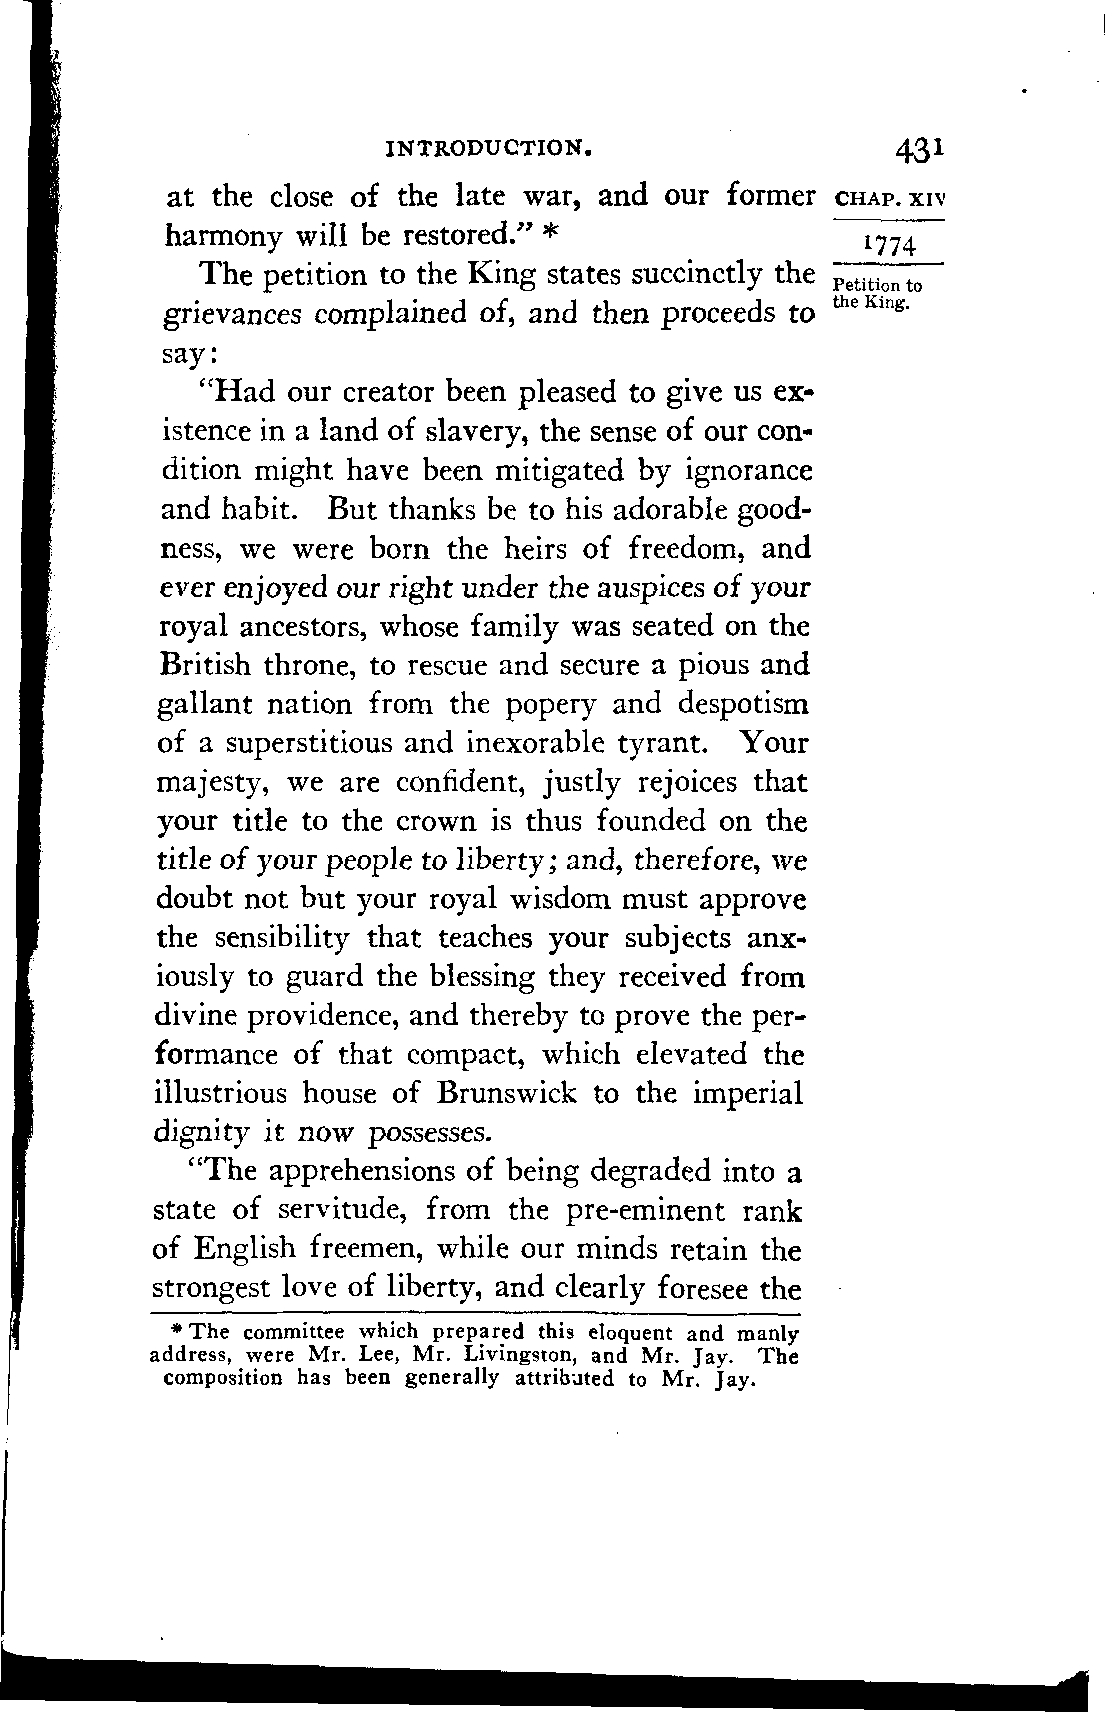 INTRODUCTION. 431
at the close of the late war, and our former
harmony will be restored.” *
CHAP. XIV
1774
The petition to the King states succinctly the
grievances complained of, and then proceeds to
say:
Petition to
the King.
“Had our creator been pleased to give us ex-
istence in a land of slavery, the sense of our con-
dition might have been mitigated by ignorance
and habit. But thanks be to his adorable good-
ness, we were born the heirs of freedom, and
ever enjoyed our right under the auspices of your
royal ancestors, whose family was seated on the
British throne, to rescue and secure a pious and
gallant nation from the popery and despotism
of a superstitious and inexorable tyrant. Your
majesty, we are confident, justly rejoices that
your title to the crown is thus founded on the
title of your people to liberty; and, therefore, we
doubt not but your royal wisdom must approve
the sensibility that teaches your subjects anx-
iously to guard the blessing they received from
divine providence, and thereby to prove the per-
formance of that compact, which elevated the
illustrious house of Brunswick to the imperial
dignity it now possesses.
“The apprehensions of being degraded into a
state of servitude, from the pre-eminent rank
of English freemen, while our minds retain the
strongest love of liberty, and clearly foresee the
* The committee which prepared this eloquent and manly
address, were Mr. Lee, Mr. Livingston, and Mr. Jay. The
composition has been generally attributed to Mr. Jay.